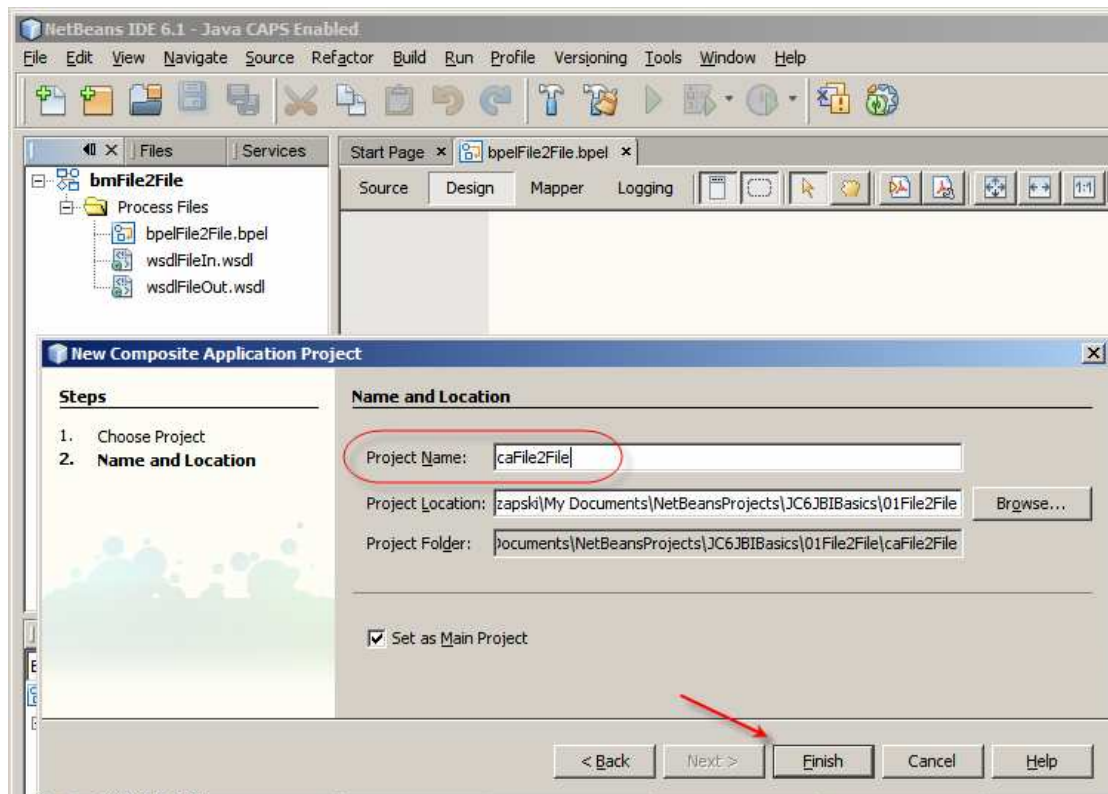 NetBeans IDE 6.1 - Java CAPS Enabled
File Edit View Navigate Source Refactor Build Run Profile Versioning Tools Window Help
Files Services
Start Page bpelFile2File.bpel
bmFile2File
Source Design Mapper Logging 1:1
Process Files
bpelFile2File.bpel
wsdlFileIn.wsdl
wsdlFileOut.wsdl
New Composite Application Project
Steps
1. Choose Project
2. Name and Location
Name and Location
Project Name: caFile2File
Project Location: zapski\My Documents\NetBeansProjects\JC6JBIBasics\01File2File Browse...
Project Folder: Documents\NetBeansProjects\JC6JBIBasics\01File2File\caFile2File
Set as Main Project
< Back Next > Finish Cancel Help